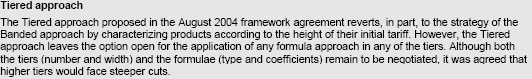 Tiered approach
The Tiered approach proposed in the August 2004 framework agreement reverts, in part, to the strategy of the
Banded approach by characterizing products according to the height of their initial tariff. However, the Tiered
approach leaves the option open for the application of any formula approach in any of the tiers. Although both
the tiers (number and width) and the formulae (type and coefficients) remain to be negotiated, it was agreed that
higher tiers would face steeper cuts.